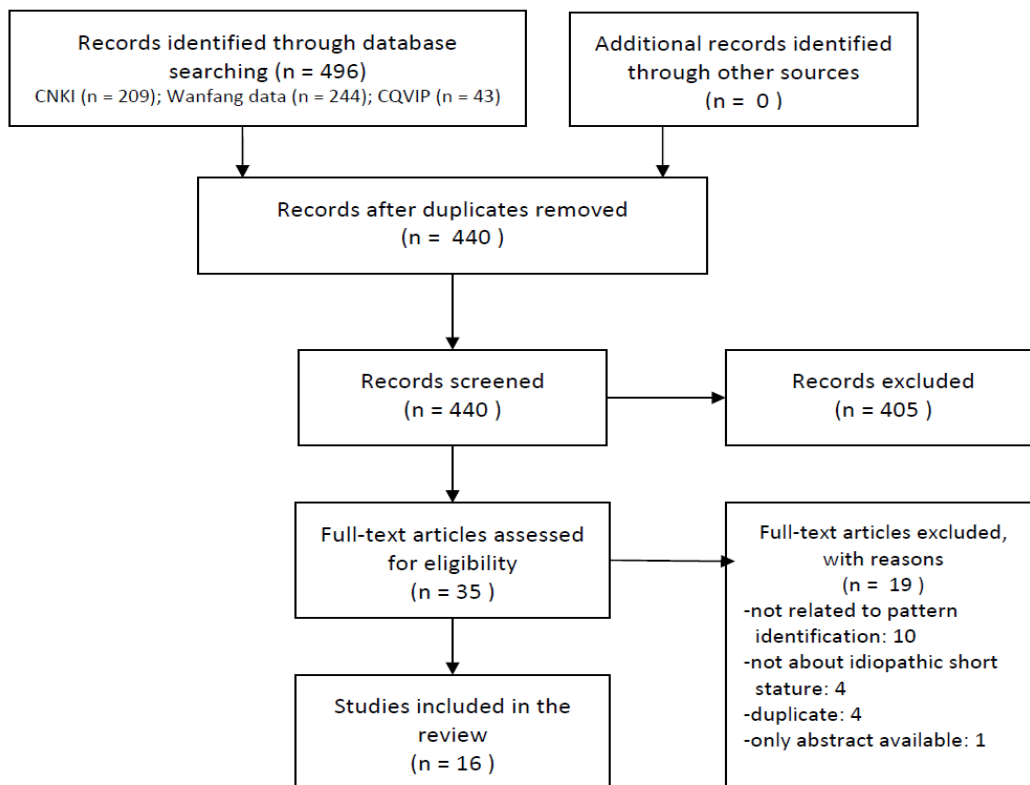 Records identified through database
searching (n = 496)
CNKI (n = 209); Wanfang data (n = 244); CQVIP (n = 43)
Additional records identified
through other sources
(n =  0 )
Records after duplicates removed
(n =  440 )
Records screened
(n = 440 )
Records excluded
(n = 405 )
Full-text articles assessed
for eligibility
(n = 35 )
Full-text articles excluded,
with reasons
(n =  19 )
-not related to pattern
identification: 10
-not about idiopathic short
stature: 4
-duplicate: 4
-only abstract available: 1
Studies included in the
review
(n = 16 )